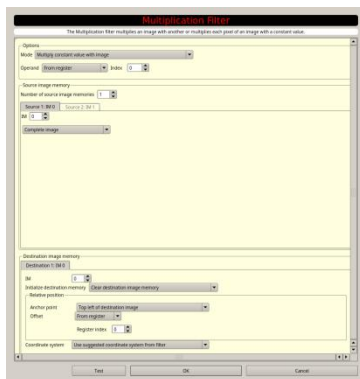 Multiplication Filter
The Multiplication filter multiplies an image with another or multiplies each pixel of an image with a constant value.
Options
Mode Multiply constant value with image
Operand From register Index 0
Source image memory
Number of source image memories 1
Source 1: IM 0 Source 2: IM 1
IM 0
Complete image
Destination image memory
Destination 1: IM 0
IM 0
Initialize destination memory Clear destination image memory
Relative position
Anchor point Top left of destination image
Offset From register
Register index 0
Coordinate system Use suggested coordinate system from filter
Test OK Cancel